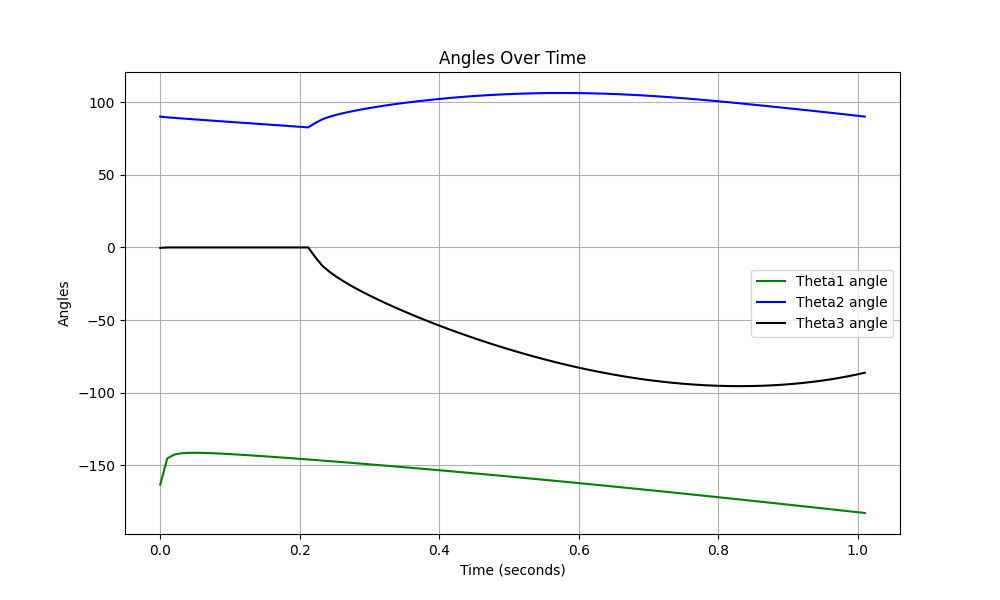 Angles Over Time
Angles
100
50
0
−50
−100
−150
Theta1 angle
Theta2 angle
Theta3 angle
0.0 0.2 0.4 0.6 0.8 1.0
Time (seconds)